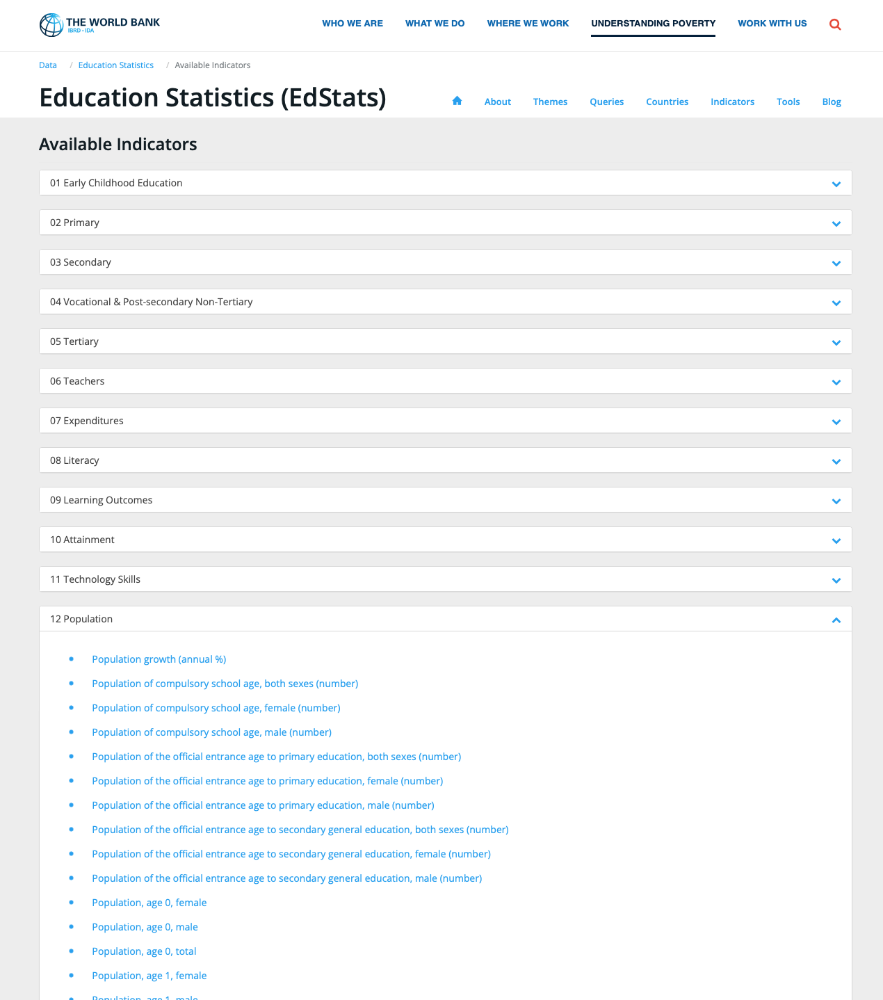 THE WORLD BANK
IBRD • IDA
WHO WE ARE
WHAT WE DO
WHERE WE WORK
UNDERSTANDING POVERTY
WORK WITH US
Data / Education Statistics / Available Indicators
Education Statistics (EdStats)
About
Themes
Queries
Countries
Indicators
Tools
Blog
Available Indicators
01 Early Childhood Education
02 Primary
03 Secondary
04 Vocational & Post-secondary Non-Tertiary
05 Tertiary
06 Teachers
07 Expenditures
08 Literacy
09 Learning Outcomes
10 Attainment
11 Technology Skills
12 Population
Population growth (annual %)
Population of compulsory school age, both sexes (number)
Population of compulsory school age, female (number)
Population of compulsory school age, male (number)
Population of the official entrance age to primary education, both sexes (number)
Population of the official entrance age to primary education, female (number)
Population of the official entrance age to primary education, male (number)
Population of the official entrance age to secondary general education, both sexes (number)
Population of the official entrance age to secondary general education, female (number)
Population of the official entrance age to secondary general education, male (number)
Population, age 0, female
Population, age 0, male
Population, age 0, total
Population, age 1, female
Population, age 1, male